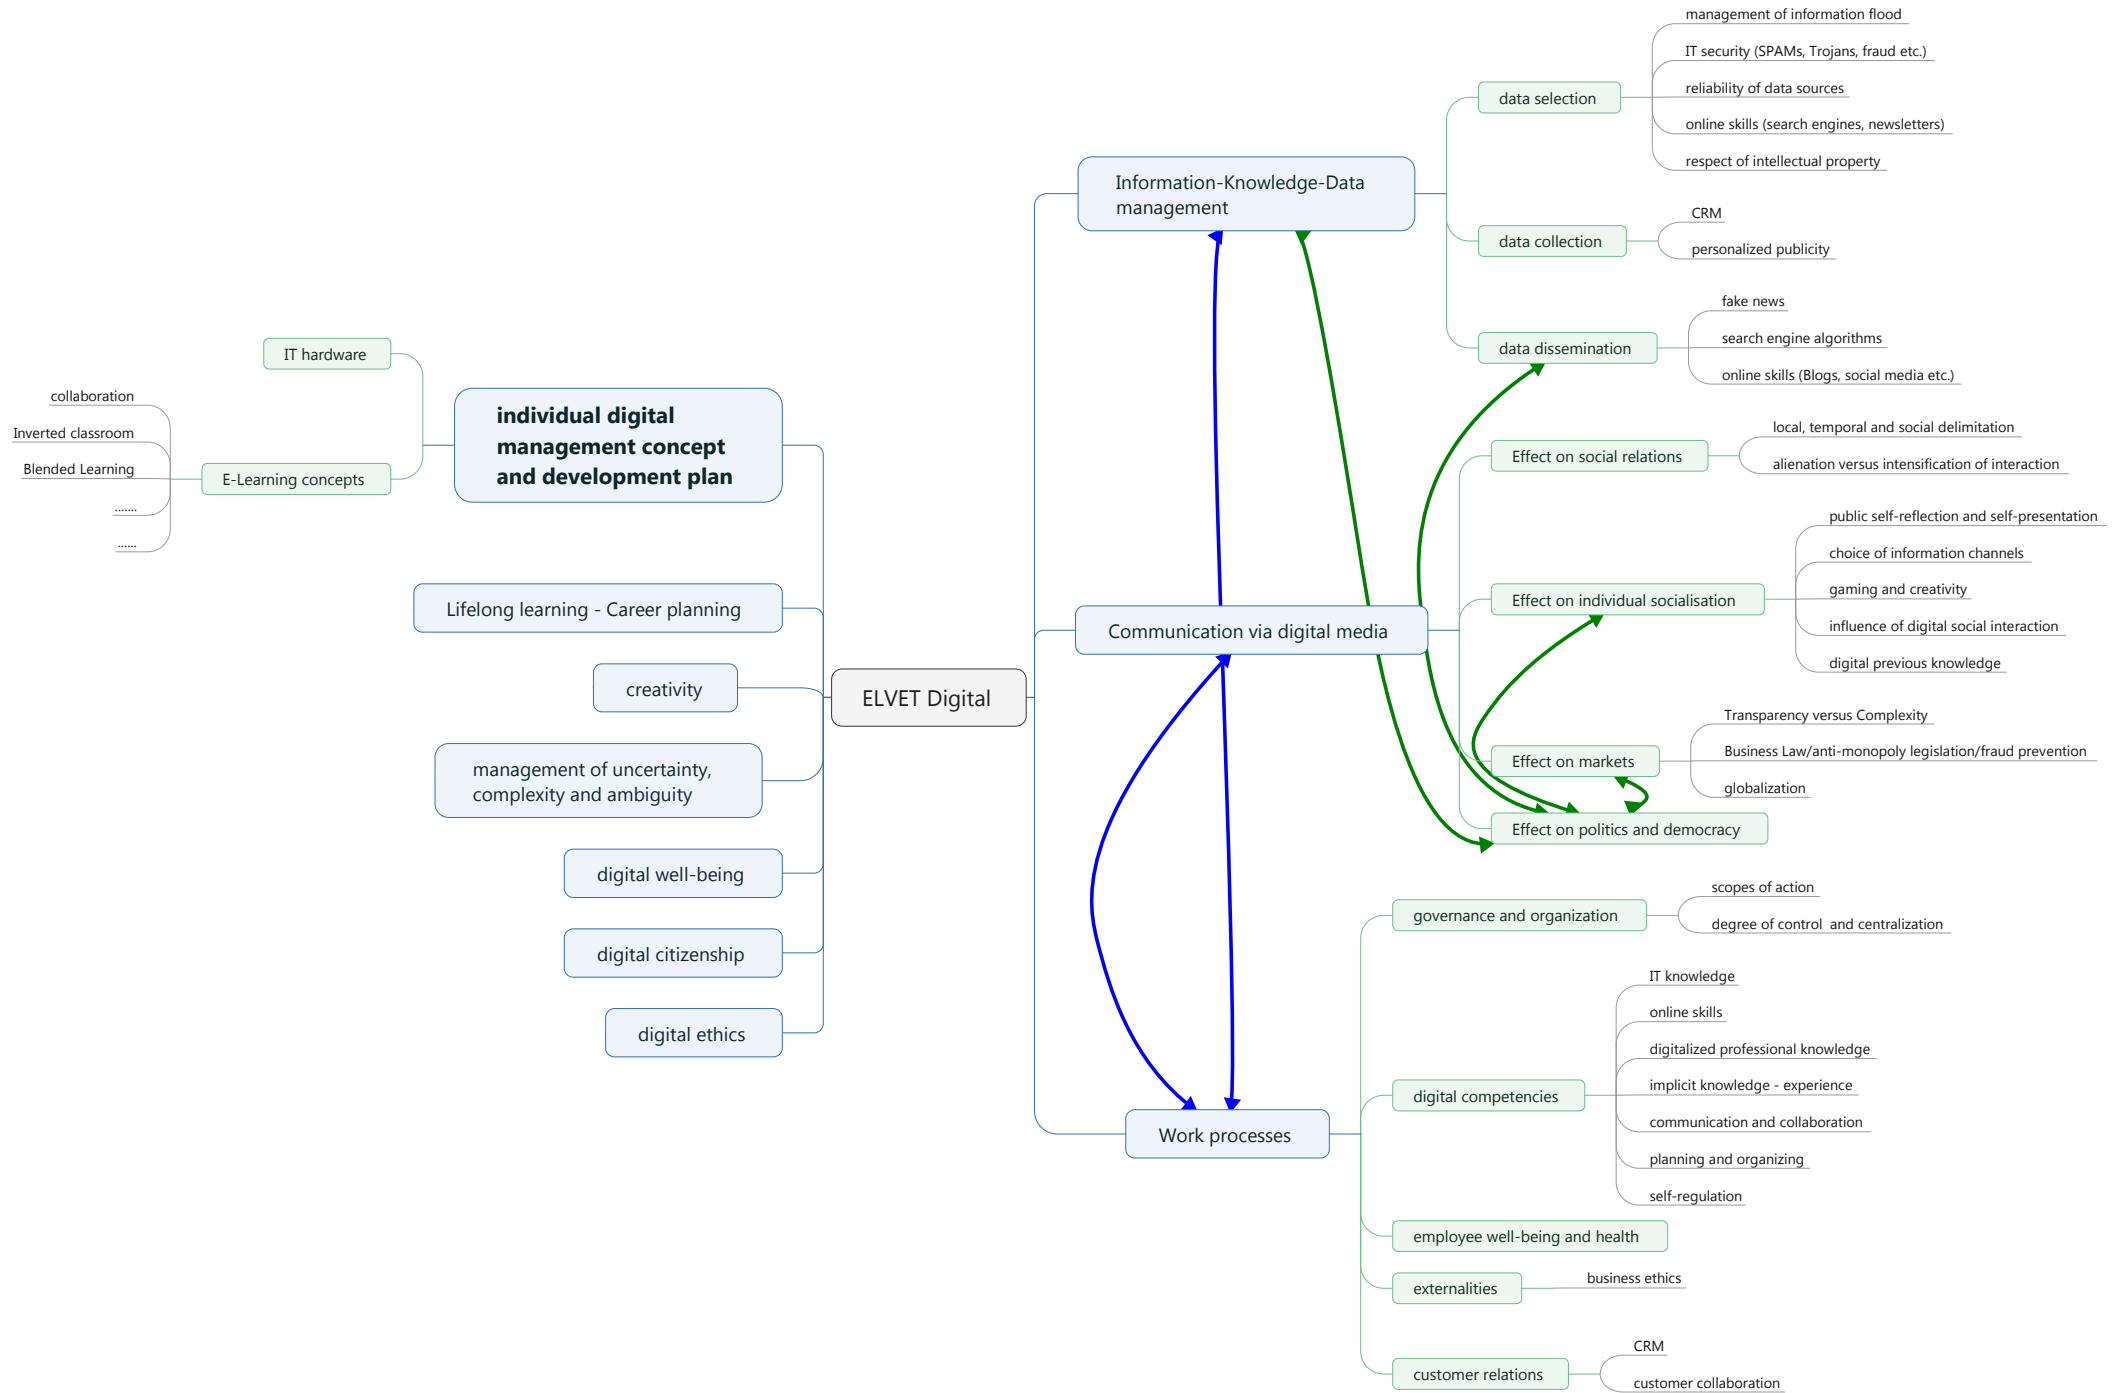 ELVET Digital
Information-Knowledge-Data
management
data selection
management of information flood
IT security (SPAMs, Trojans, fraud etc.)
reliability of data sources
online skills (search engines, newsletters)
respect of intellectual property
data collection
CRM
personalized publicity
data dissemination
fake news
search engine algorithms
online skills (Blogs, social media etc.)
Communication via digital media
Effect on social relations
local, temporal and social delimitation
alienation versus intensification of interaction
Effect on individual socialisation
public self-reflection and self-presentation
choice of information channels
gaming and creativity
influence of digital social interaction
digital previous knowledge
Effect on markets
Transparency versus Complexity
Business Law/anti-monopoly legislation/fraud prevention
globalization
Effect on politics and democracy
Work processes
governance and organization
scopes of action
degree of control  and centralization
digital competencies
IT knowledge
online skills
digitalized professional knowledge
implicit knowledge - experience
communication and collaboration
planning and organizing
self-regulation
employee well-being and health
externalities
business ethics
customer relations
CRM
customer collaboration
individual digital
management concept
and development plan
IT hardware
E-Learning concepts
collaboration
Inverted classroom
Blended Learning
.......
......
Lifelong learning - Career planning
creativity
management of uncertainty,
complexity and ambiguity
digital well-being
digital citizenship
digital ethics